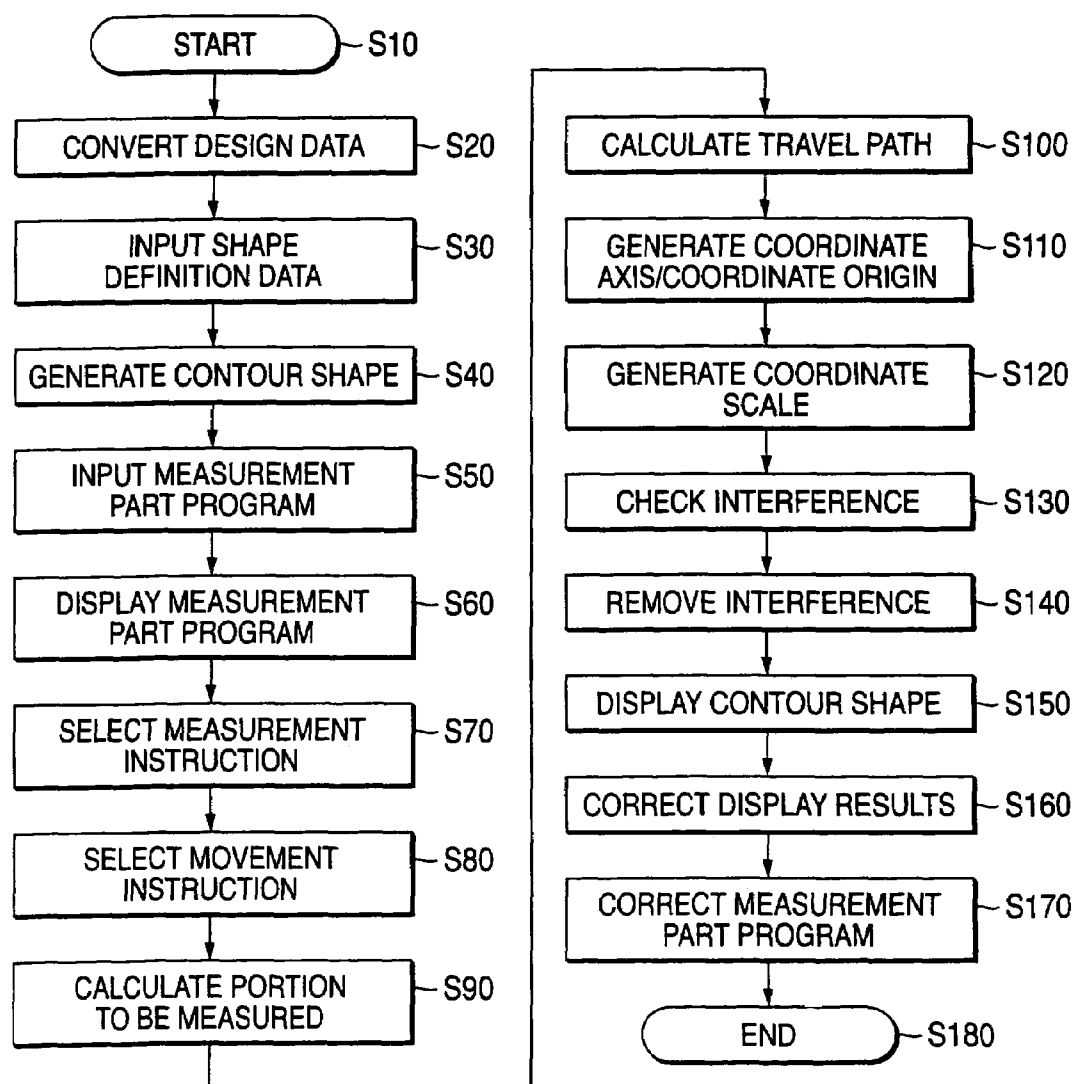 START
S10
CONVERT DESIGN DATA
S20
INPUT SHAPE
DEFINITION DATA
S30
GENERATE CONTOUR SHAPE
S40
INPUT MEASUREMENT
PART PROGRAM
S50
DISPLAY MEASUREMENT
PART PROGRAM
S60
SELECT MEASUREMENT
INSTRUCTION
S70
SELECT MOVEMENT
INSTRUCTION
S80
CALCULATE PORTION
TO BE MEASURED
S90
CALCULATE TRAVEL PATH
S100
GENERATE COORDINATE
AXIS/COORDINATE ORIGIN
S110
GENERATE COORDINATE
SCALE
S120
CHECK INTERFERENCE
S130
REMOVE INTERFERENCE
S140
DISPLAY CONTOUR SHAPE
S150
CORRECT DISPLAY RESULTS
S160
CORRECT MEASUREMENT
PART PROGRAM
S170
END
S180